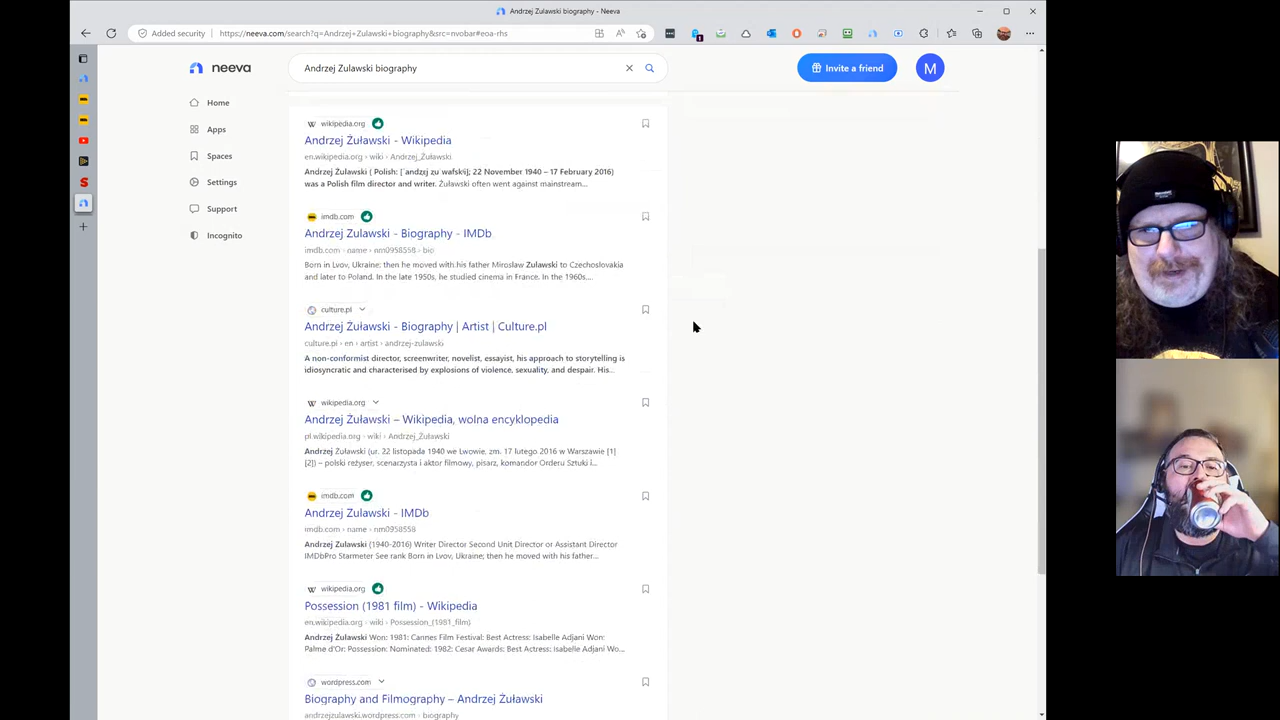 Andrzej Zulawski biography - Neeva
Added security
https://neeva.com/search?q=Andrzej+Zulawski+biography&src=nvobar#eoa-rhs
neeva
Andrzej Zulawski biography
Invite a friend
M
Home
Apps
Spaces
Settings
Support
Incognito
wikipedia.org
Andrzej Żuławski - Wikipedia
en.wikipedia.org › wiki › Andrzej_Żuławski
Andrzej Żuławski ( Polish: [ˈandʐɛj ʐuˈwafskʲi]; 22 November 1940 – 17 February 2016)
was a Polish film director and writer. Żuławski often went against mainstream...
imdb.com
Andrzej Zulawski - Biography - IMDb
imdb.com › name › nm0958558 › bio
Born in Lvov, Ukraine; then he moved with his father Miroslaw Zulawski to Czechoslovakia
and later to Poland. In the late 1950s, he studied cinema in France. In the 1960s...
culture.pl
Andrzej Żuławski - Biography | Artist | Culture.pl
culture.pl › en › artist › andrzej-zulawski
A non-conformist director, screenwriter, novelist, essayist, his approach to storytelling is
idiosyncratic and characterised by explosions of violence, sexuality, and despair. His...
wikipedia.org
Andrzej Żuławski – Wikipedia, wolna encyklopedia
pl.wikipedia.org › wiki › Andrzej_Żuławski
Andrzej Żuławski (ur. 22 listopada 1940 we Lwowie, zm. 17 lutego 2016 w Warszawie [1]
[2]) – polski reżyser, scenarzysta i aktor filmowy, pisarz, komandor Orderu Sztuki i...
imdb.com
Andrzej Zulawski - IMDb
imdb.com › name › nm0958558
Andrzej Zulawski (1940-2016) Writer Director Second Unit Director or Assistant Director
IMDbPro Starmeter See rank Born in Lvov, Ukraine; then he moved with his father...
wikipedia.org
Possession (1981 film) - Wikipedia
en.wikipedia.org › wiki › Possession_(1981_film)
Andrzej Żuławski Won: 1981: Cannes Film Festival: Best Actress: Isabelle Adjani Won:
Palme d'Or: Possession: Nominated: 1982: Cesar Awards: Best Actress: Isabelle Adjani Wo...
wordpress.com
Biography and Filmography – Andrzej Żuławski
andrzejzulawski.wordpress.com › biography